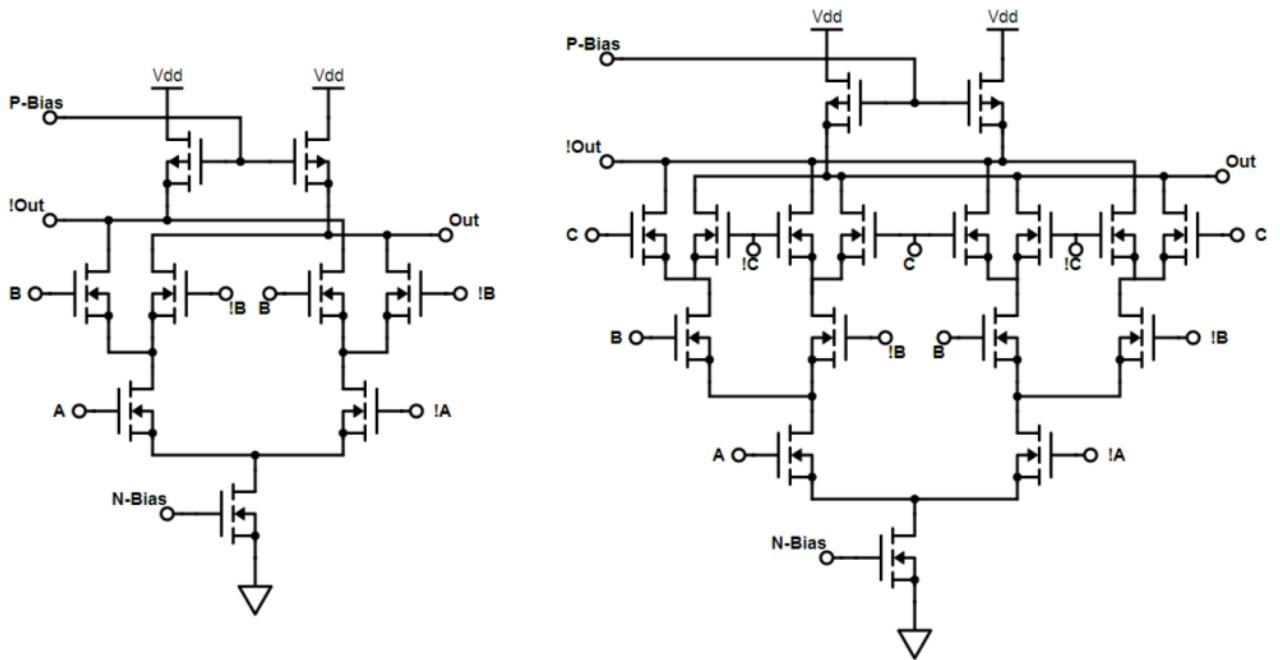 Vdd Vdd
P-Bias
!Out
Out
B !B B !B
A !A
N-Bias
Vdd Vdd
P-Bias
!Out
Out
C !C C !C C
B !B B !B
A !A
N-Bias